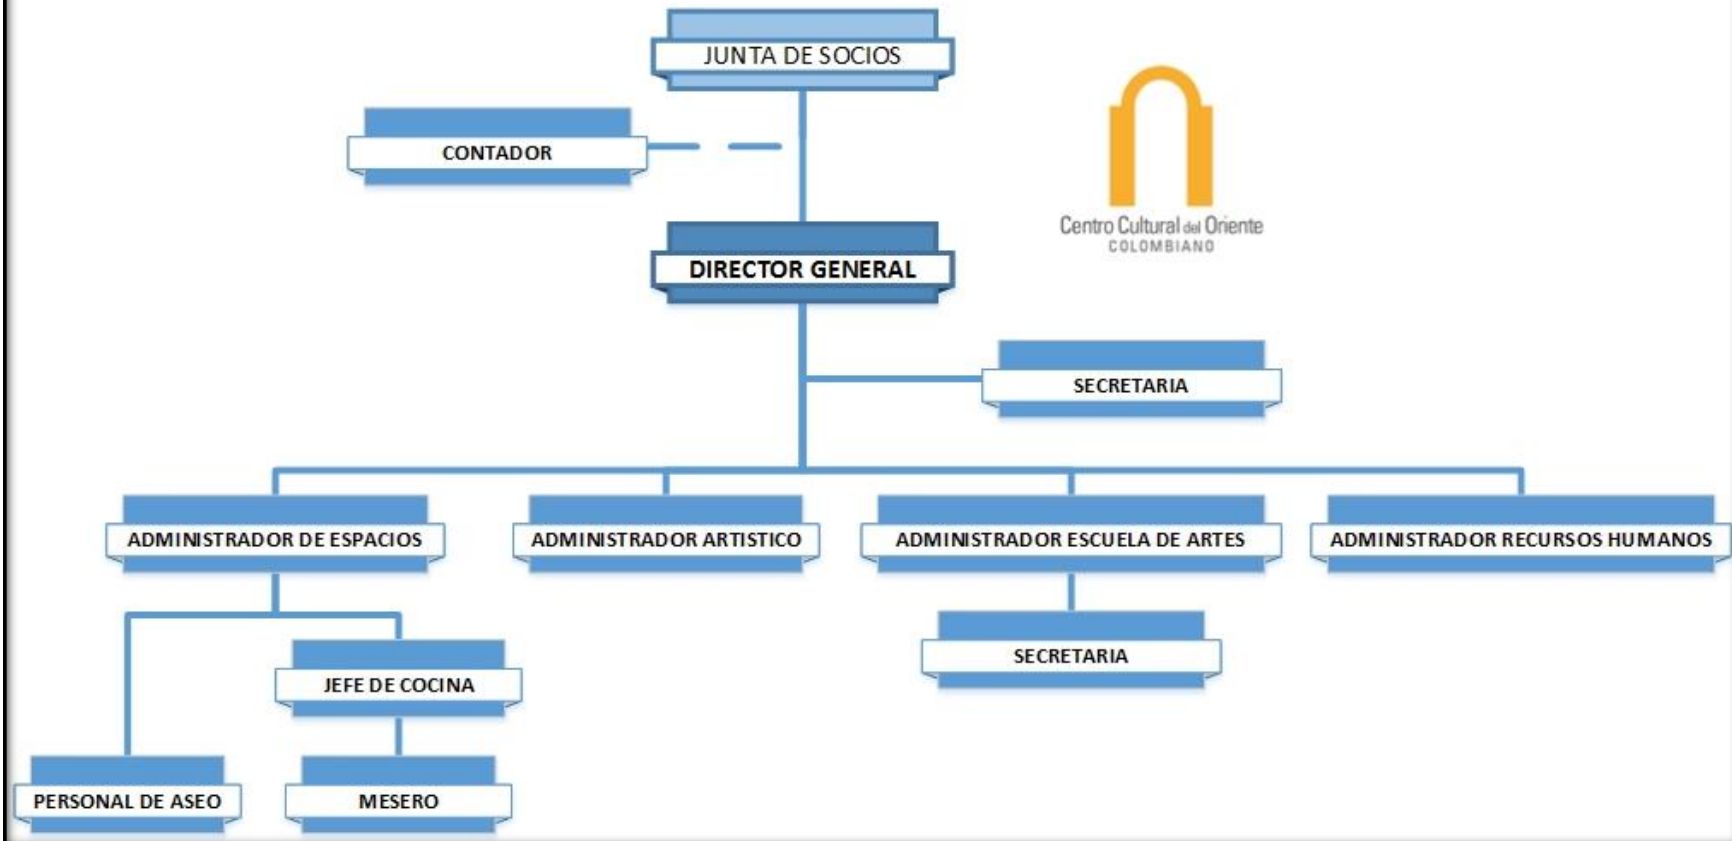 JUNTA DE SOCIOS
CONTADOR
Centro Cultural del Oriente
COLOMBIANO
DIRECTOR GENERAL
SECRETARIA
ADMINISTRADOR DE ESPACIOS
ADMINISTRADOR ARTISTICO
ADMINISTRADOR ESCUELA DE ARTES
ADMINISTRADOR RECURSOS HUMANOS
SECRETARIA
JEFE DE COCINA
PERSONAL DE ASEO
MESERO